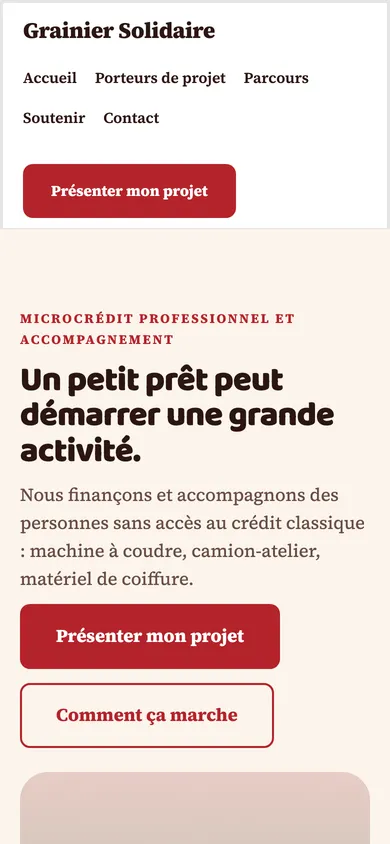 Grainier Solidaire
Accueil Porteurs de projet Parcours
Soutenir Contact
Présenter mon projet
MICROCRÉDIT PROFESSIONNEL ET
ACCOMPAGNEMENT
Un petit prêt peut
démarrer une grande
activité.
Nous finançons et accompagnons des
personnes sans accès au crédit classique
: machine à coudre, camion-atelier,
matériel de coiffure.
Présenter mon projet
Comment ça marche